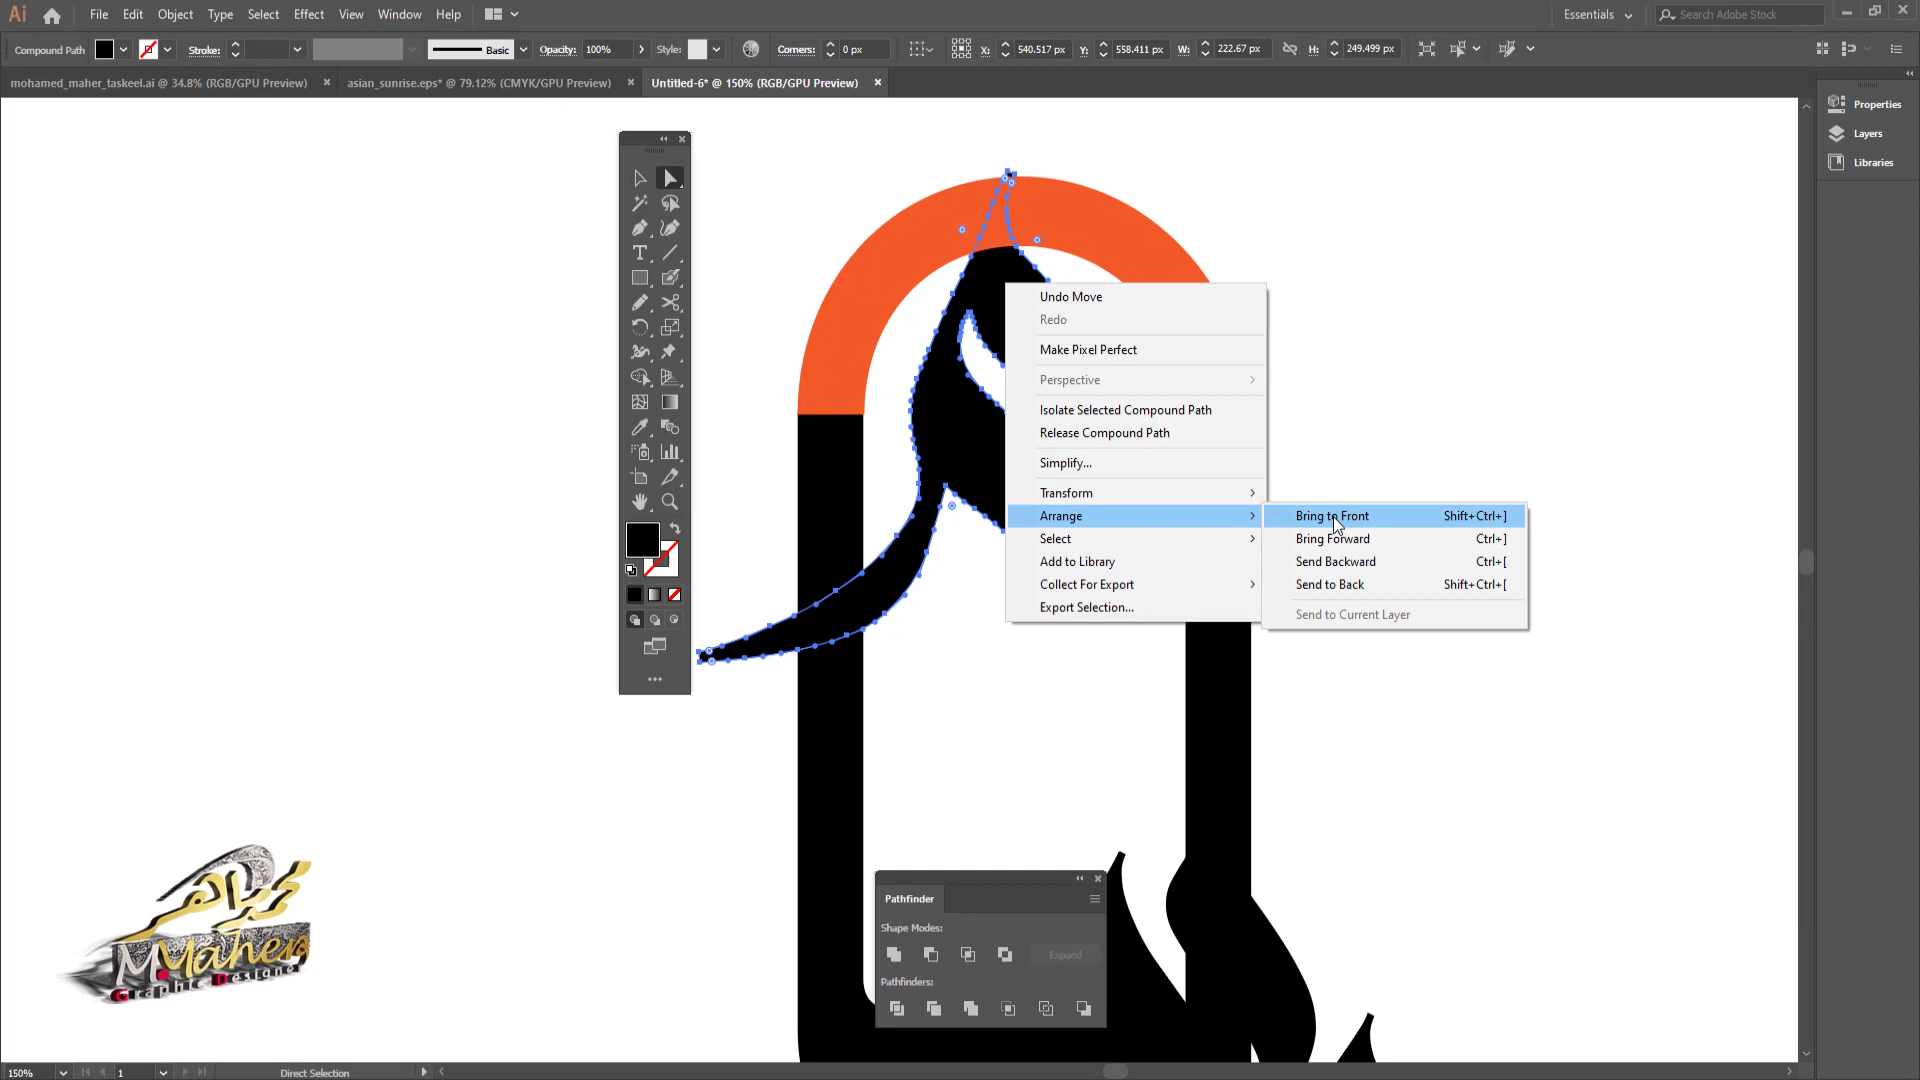 Ai File Edit Object Type Select Effect View Window Help Essentials Search Adobe Stock
Compound Path Stroke: Basic Opacity: 100% Style: Corners: 0 px X: 540.517 px Y: 558.411 px W: 222.67 px H: 249.499 px
mohamed_maher_taskeel.ai @ 34.8% (RGB/GPU Preview) asian_sunrise.eps* @ 79.12% (CMYK/GPU Preview) Untitled-6* @ 150% (RGB/GPU Preview)
Properties
Layers
Libraries
Undo Move
Redo
Make Pixel Perfect
Perspective
Isolate Selected Compound Path
Release Compound Path
Simplify...
Transform
Arrange
Select
Add to Library
Collect For Export
Export Selection...
Bring to Front Shift+Ctrl+]
Bring Forward Ctrl+]
Send Backward Ctrl+[
Send to Back Shift+Ctrl+[
Send to Current Layer
Pathfinder
Shape Modes:
Expand
Pathfinders:
محمد ماهر
M.Maher
Graphic Designer
150% 1 Direct Selection